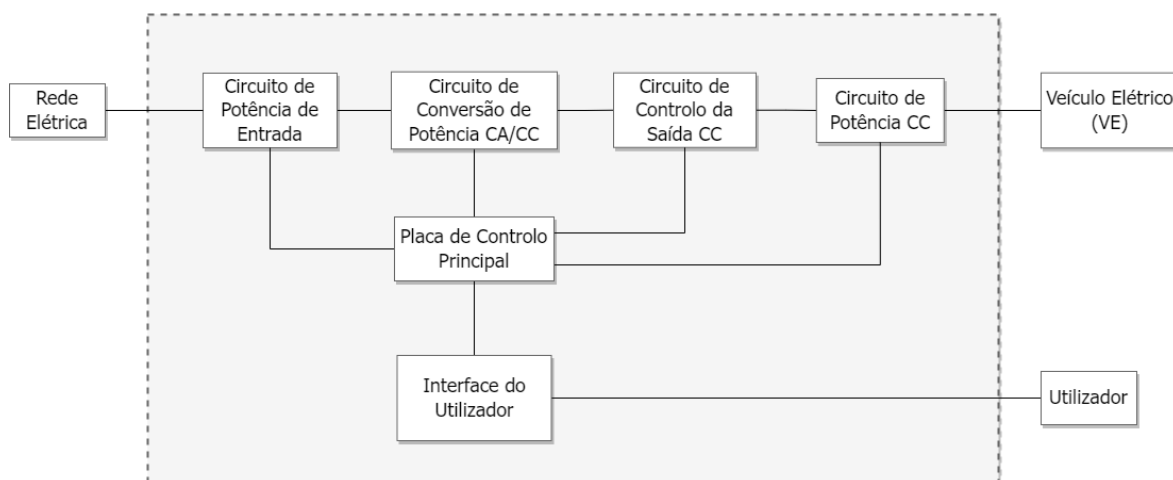 Rede
Elétrica
Circuito de
Potência de
Entrada
Circuito de
Conversão de
Potência CA/CC
Circuito de
Controlo da
Saída CC
Circuito de
Potência CC
Veículo Elétrico
(VE)
Placa de Controlo
Principal
Interface do
Utilizador
Utilizador